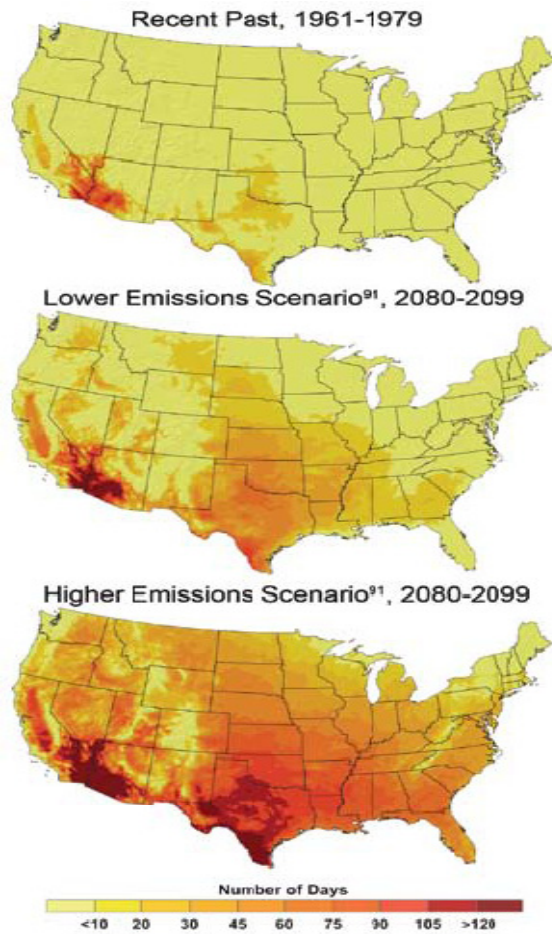 Recent Past, 1961-1979
Lower Emissions Scenario⁹¹, 2080-2099
Higher Emissions Scenario⁹¹, 2080-2099
Number of Days
<10 20 30 45 60 75 90 105 >120